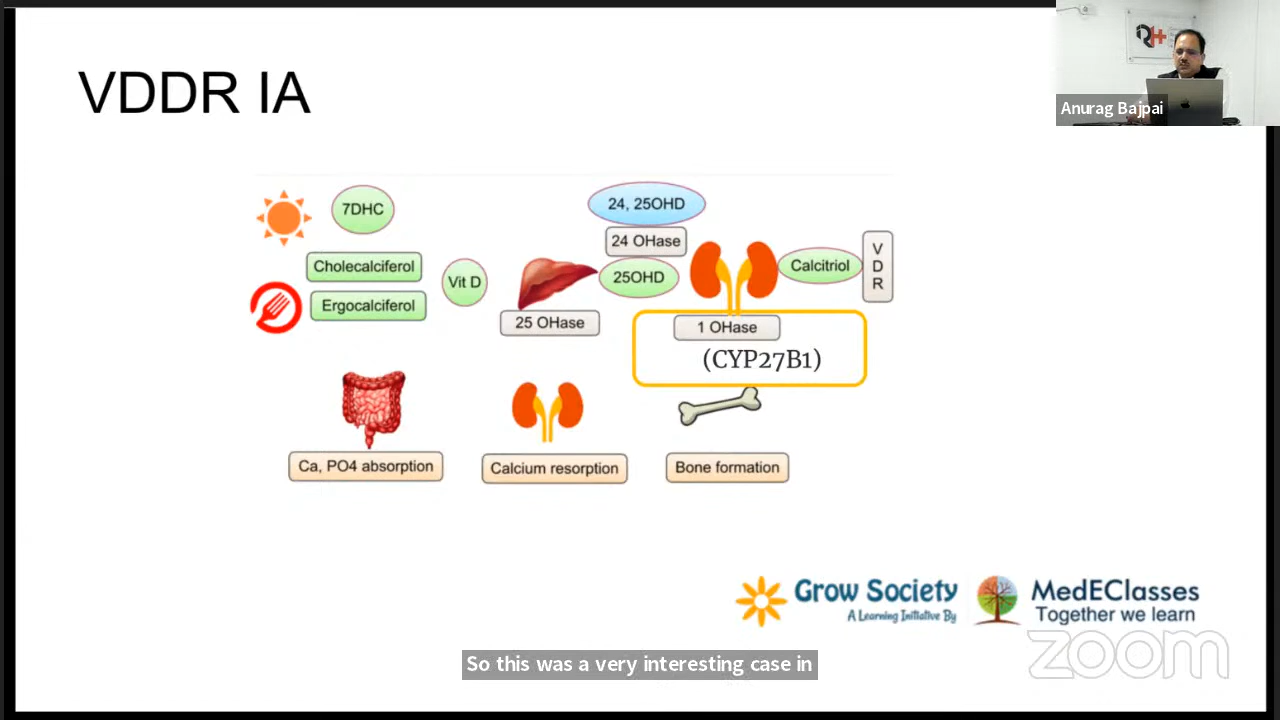 VDDR IA
Anurag Bajpai
7DHC
Cholecalciferol
Ergocalciferol
Vit D
25 OHase
24, 25OHD
24 OHase
25OHD
1 OHase
(CYP27B1)
Calcitriol
V
D
R
Ca, PO4 absorption
Calcium resorption
Bone formation
Grow Society
A Learning Initiative By
MedEClasses
Together we learn
zoom
So this was a very interesting case in